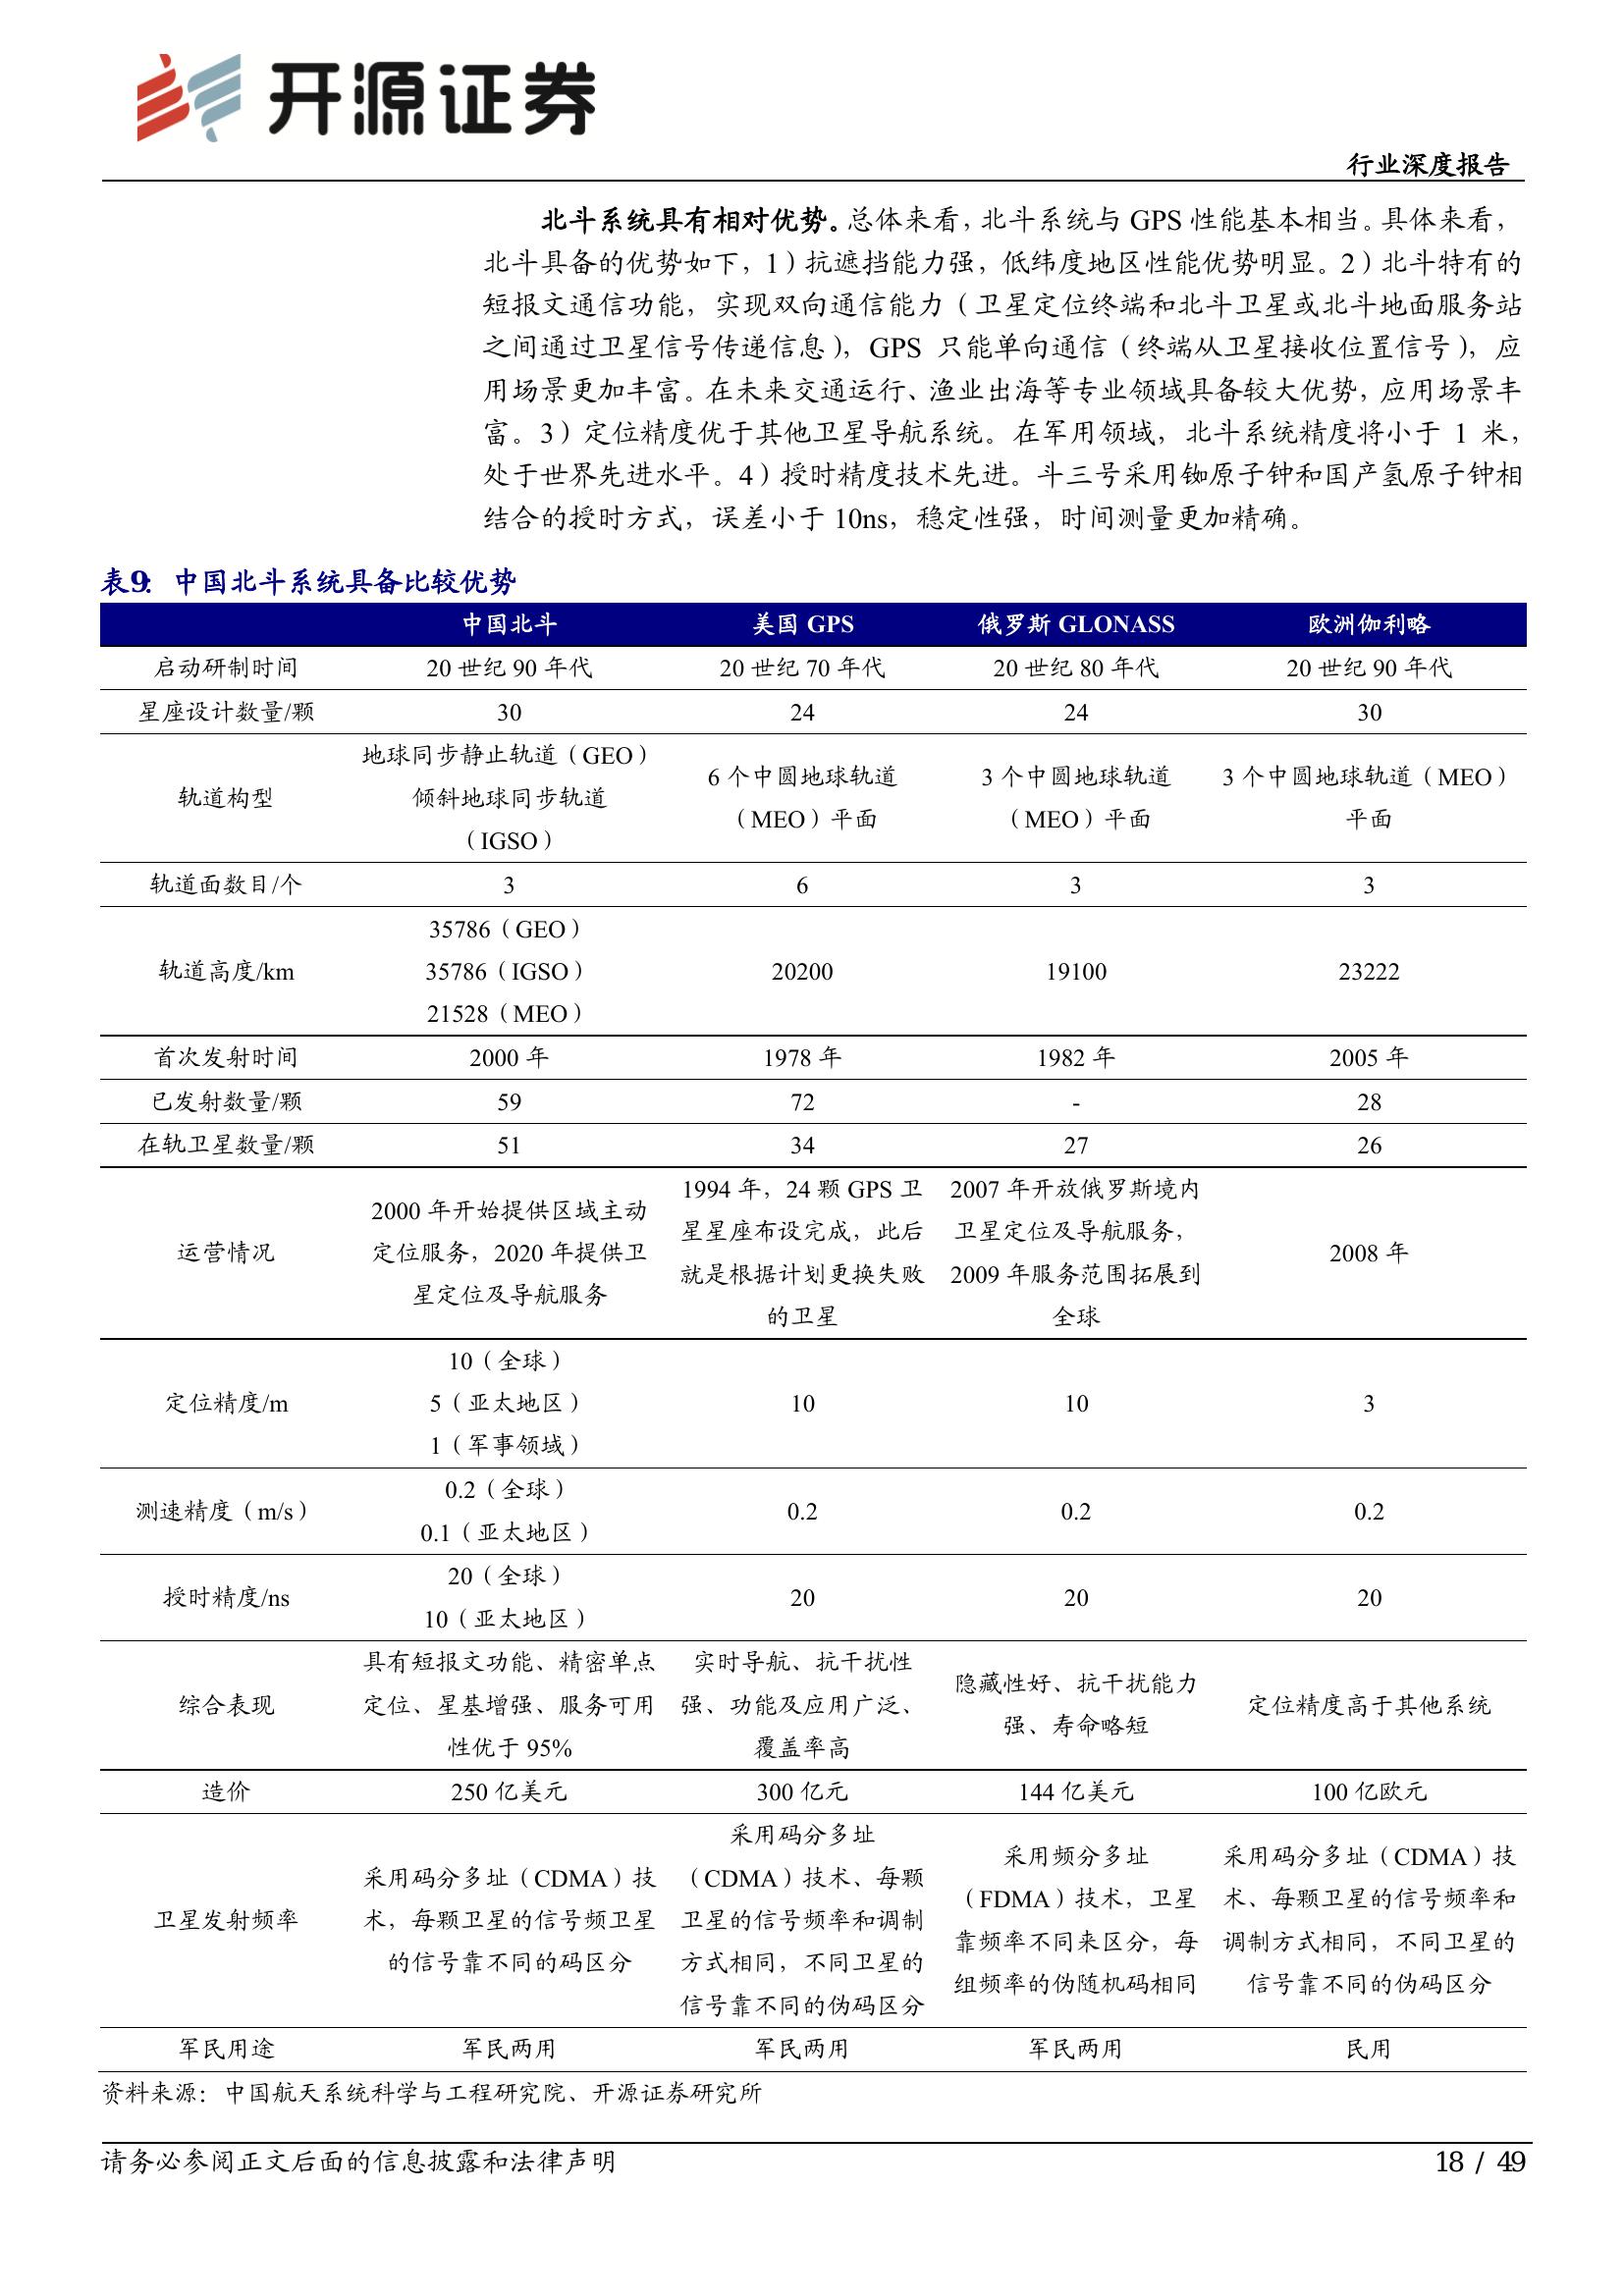 开源证券
行业深度报告
北斗系统具有相对优势。总体来看，北斗系统与 GPS 性能基本相当。具体来看，
北斗具备的优势如下，1）抗遮挡能力强，低纬度地区性能优势明显。2）北斗特有的
短报文通信功能，实现双向通信能力（卫星定位终端和北斗卫星或北斗地面服务站
之间通过卫星信号传递信息），GPS 只能单向通信（终端从卫星接收位置信号），应
用场景更加丰富。在未来交通运行、渔业出海等专业领域具备较大优势，应用场景丰
富。3）定位精度优于其他卫星导航系统。在军用领域，北斗系统精度将小于 1 米，
处于世界先进水平。4）授时精度技术先进。斗三号采用铷原子钟和国产氢原子钟相
结合的授时方式，误差小于 10ns，稳定性强，时间测量更加精确。
表9： 中国北斗系统具备比较优势
中国北斗 美国 GPS 俄罗斯 GLONASS 欧洲伽利略
启动研制时间 20 世纪 90 年代 20 世纪 70 年代 20 世纪 80 年代 20 世纪 90 年代
星座设计数量/颗 30 24 24 30
轨道构型
地球同步静止轨道（GEO）
倾斜地球同步轨道
（IGSO）
6 个中圆地球轨道
（MEO）平面
3 个中圆地球轨道
（MEO）平面
3 个中圆地球轨道（MEO）
平面
轨道面数目/个 3 6 3 3
轨道高度/km
35786（GEO）
35786（IGSO）
21528（MEO）
20200
19100
23222
首次发射时间 2000 年 1978 年 1982 年 2005 年
已发射数量/颗 59 72 - 28
在轨卫星数量/颗 51 34 27 26
运营情况
2000 年开始提供区域主动
定位服务，2020 年提供卫
星定位及导航服务
1994 年，24 颗 GPS 卫
星星座布设完成，此后
就是根据计划更换失败
的卫星
2007 年开放俄罗斯境内
卫星定位及导航服务，
2009 年服务范围拓展到
全球
2008 年
定位精度/m
10（全球）
5（亚太地区）
1（军事领域）
10
10
3
测速精度（m/s）
0.2（全球）
0.1（亚太地区）
0.2
0.2
0.2
授时精度/ns
20（全球）
10（亚太地区）
20
20
20
综合表现
具有短报文功能、精密单点
定位、星基增强、服务可用
性优于 95%
实时导航、抗干扰性
强、功能及应用广泛、
覆盖率高
隐藏性好、抗干扰能力
强、寿命略短
定位精度高于其他系统
造价 250 亿美元 300 亿元 144 亿美元 100 亿欧元
卫星发射频率
采用码分多址（CDMA）技
术，每颗卫星的信号频卫星
的信号靠不同的码区分
采用码分多址
（CDMA）技术、每颗
卫星的信号频率和调制
方式相同，不同卫星的
信号靠不同的伪码区分
采用频分多址
（FDMA）技术，卫星
靠频率不同来区分，每
组频率的伪随机码相同
采用码分多址（CDMA）技
术、每颗卫星的信号频率和
调制方式相同，不同卫星的
信号靠不同的伪码区分
军民用途 军民两用 军民两用 军民两用 民用
资料来源：中国航天系统科学与工程研究院、开源证券研究所
请务必参阅正文后面的信息披露和法律声明 18 / 49